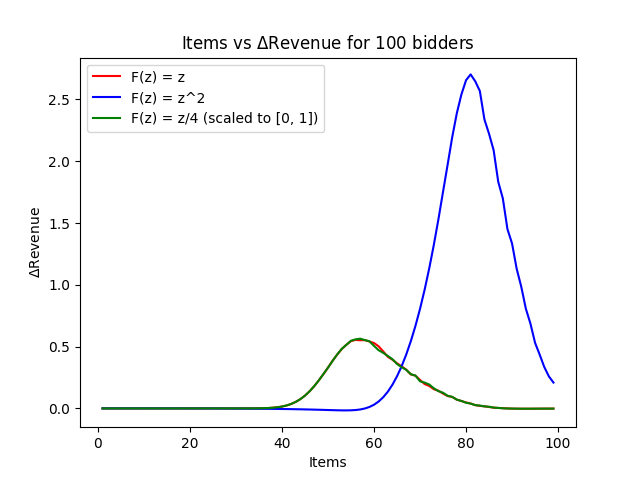 Items vs ΔRevenue for 100 bidders
F(z) = z
F(z) = z^2
F(z) = z/4 (scaled to [0, 1])
ΔRevenue
2.5
2.0
1.5
1.0
0.5
0.0
0 20 40 60 80 100
Items